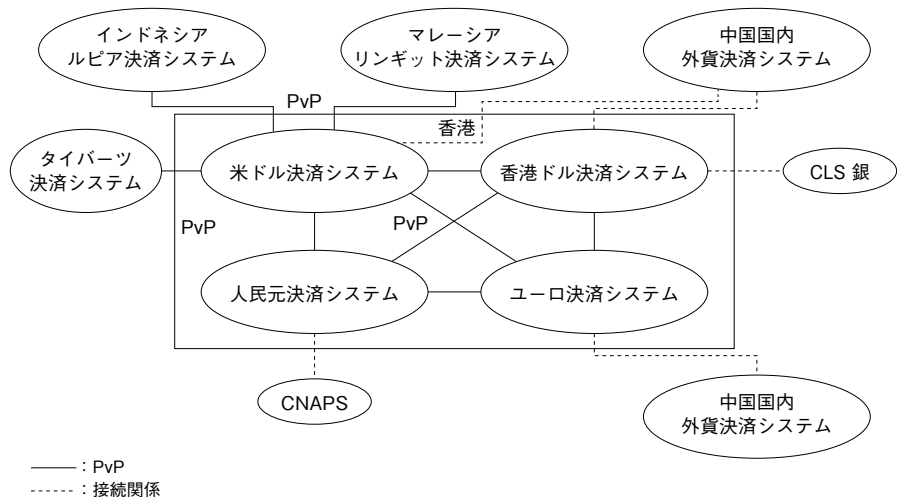 インドネシア
ルピア決済システム
マレーシア
リンギット決済システム
中国国内
外貨決済システム
PvP
香港
タイバーツ
決済システム
米ドル決済システム
香港ドル決済システム
CLS 銀
PvP
PvP
人民元決済システム
ユーロ決済システム
CNAPS
中国国内
外貨決済システム
：PvP
：接続関係